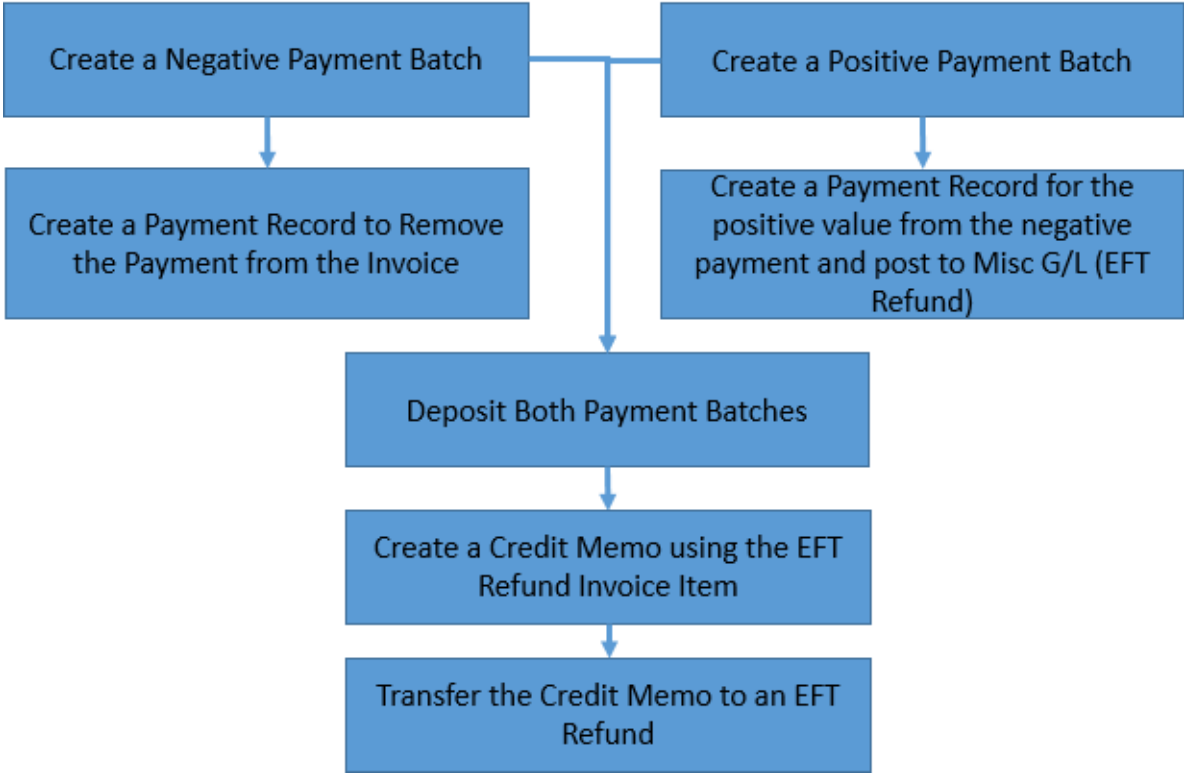 Create a Negative Payment Batch
Create a Positive Payment Batch
Create a Payment Record to Remove
the Payment from the Invoice
Create a Payment Record for the
positive value from the negative
payment and post to Misc G/L (EFT
Refund)
Deposit Both Payment Batches
Create a Credit Memo using the EFT
Refund Invoice Item
Transfer the Credit Memo to an EFT
Refund